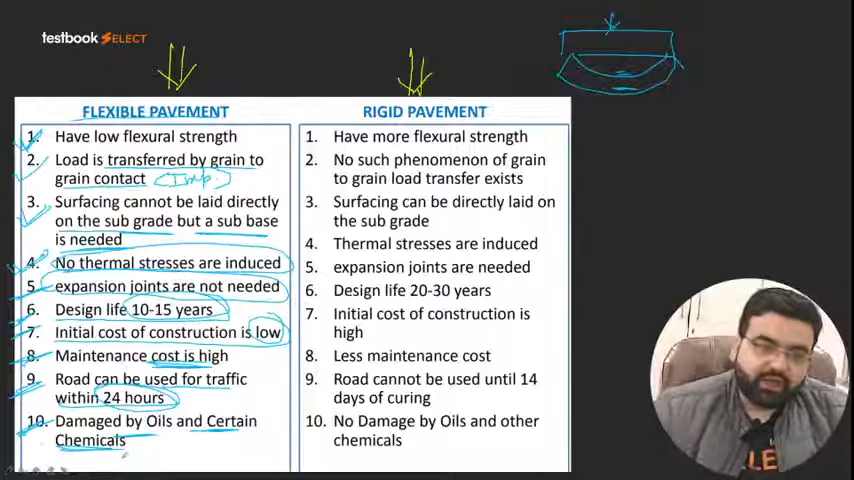 testbook SELECT
FLEXIBLE PAVEMENT
1. Have low flexural strength
2. Load is transferred by grain to
grain contact (Imp.)
3. Surfacing cannot be laid directly
on the sub grade but a sub base
is needed
4. No thermal stresses are induced
5. expansion joints are not needed
6. Design life 10-15 years
7. Initial cost of construction is low
8. Maintenance cost is high
9. Road can be used for traffic
within 24 hours
10. Damaged by Oils and Certain
Chemicals
RIGID PAVEMENT
1. Have more flexural strength
2. No such phenomenon of grain
to grain load transfer exists
3. Surfacing can be directly laid on
the sub grade
4. Thermal stresses are induced
5. expansion joints are needed
6. Design life 20-30 years
7. Initial cost of construction is
high
8. Less maintenance cost
9. Road cannot be used until 14
days of curing
10. No Damage by Oils and other
chemicals